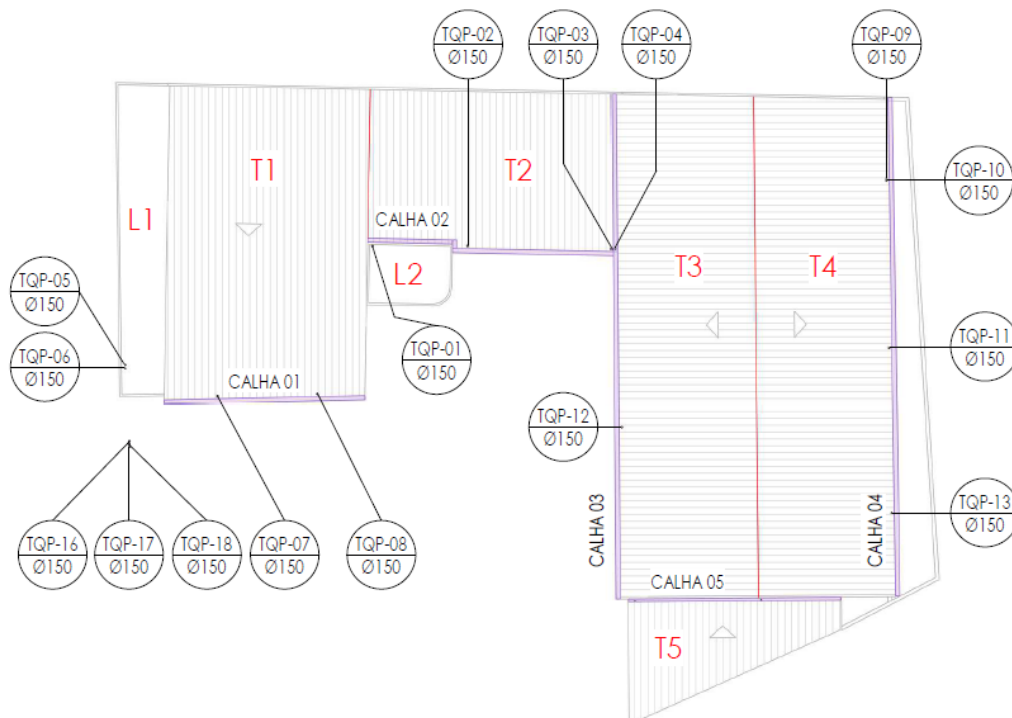 TQP-02
Ø150
TQP-03
Ø150
TQP-04
Ø150
TQP-09
Ø150
T1
T2
TQP-10
Ø150
L1
CALHA 02
L2
T3
T4
TQP-05
Ø150
TQP-06
Ø150
TQP-01
Ø150
TQP-11
Ø150
CALHA 01
TQP-12
Ø150
CALHA 03
CALHA 04
TQP-13
Ø150
TQP-16
Ø150
TQP-17
Ø150
TQP-18
Ø150
TQP-07
Ø150
TQP-08
Ø150
CALHA 05
T5